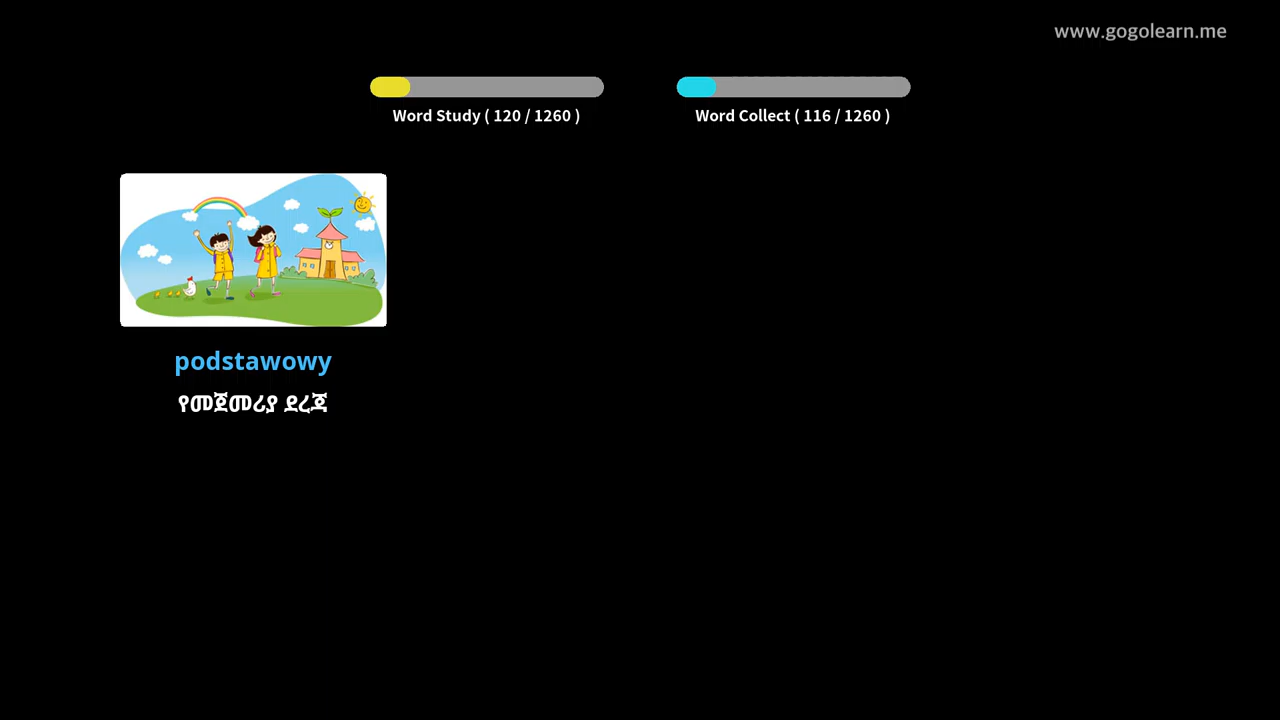 www.gogolearn.me
Word Study ( 120 / 1260 )
Word Collect ( 116 / 1260 )
podstawowy
የመጀመሪያ ደረጃ